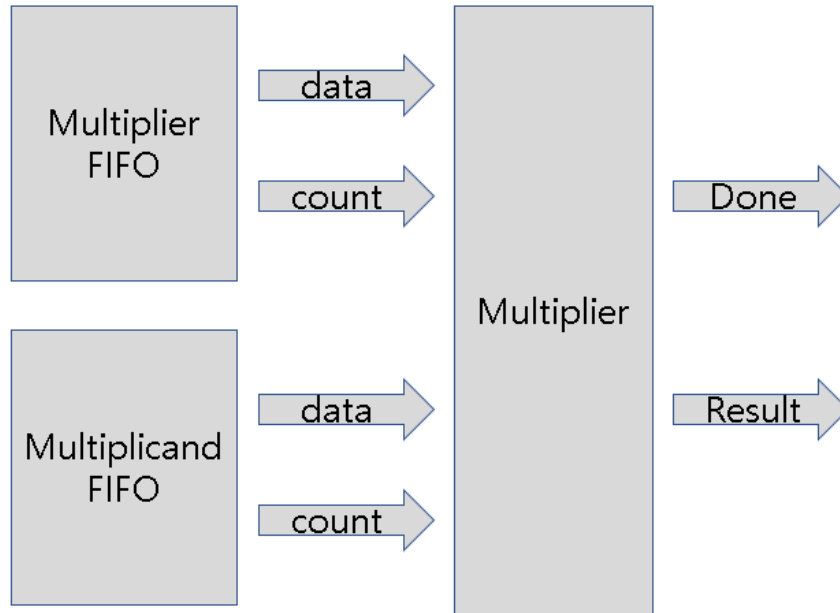 Multiplier
FIFO
data
count
Multiplicand
FIFO
data
count
Multiplier
Done
Result